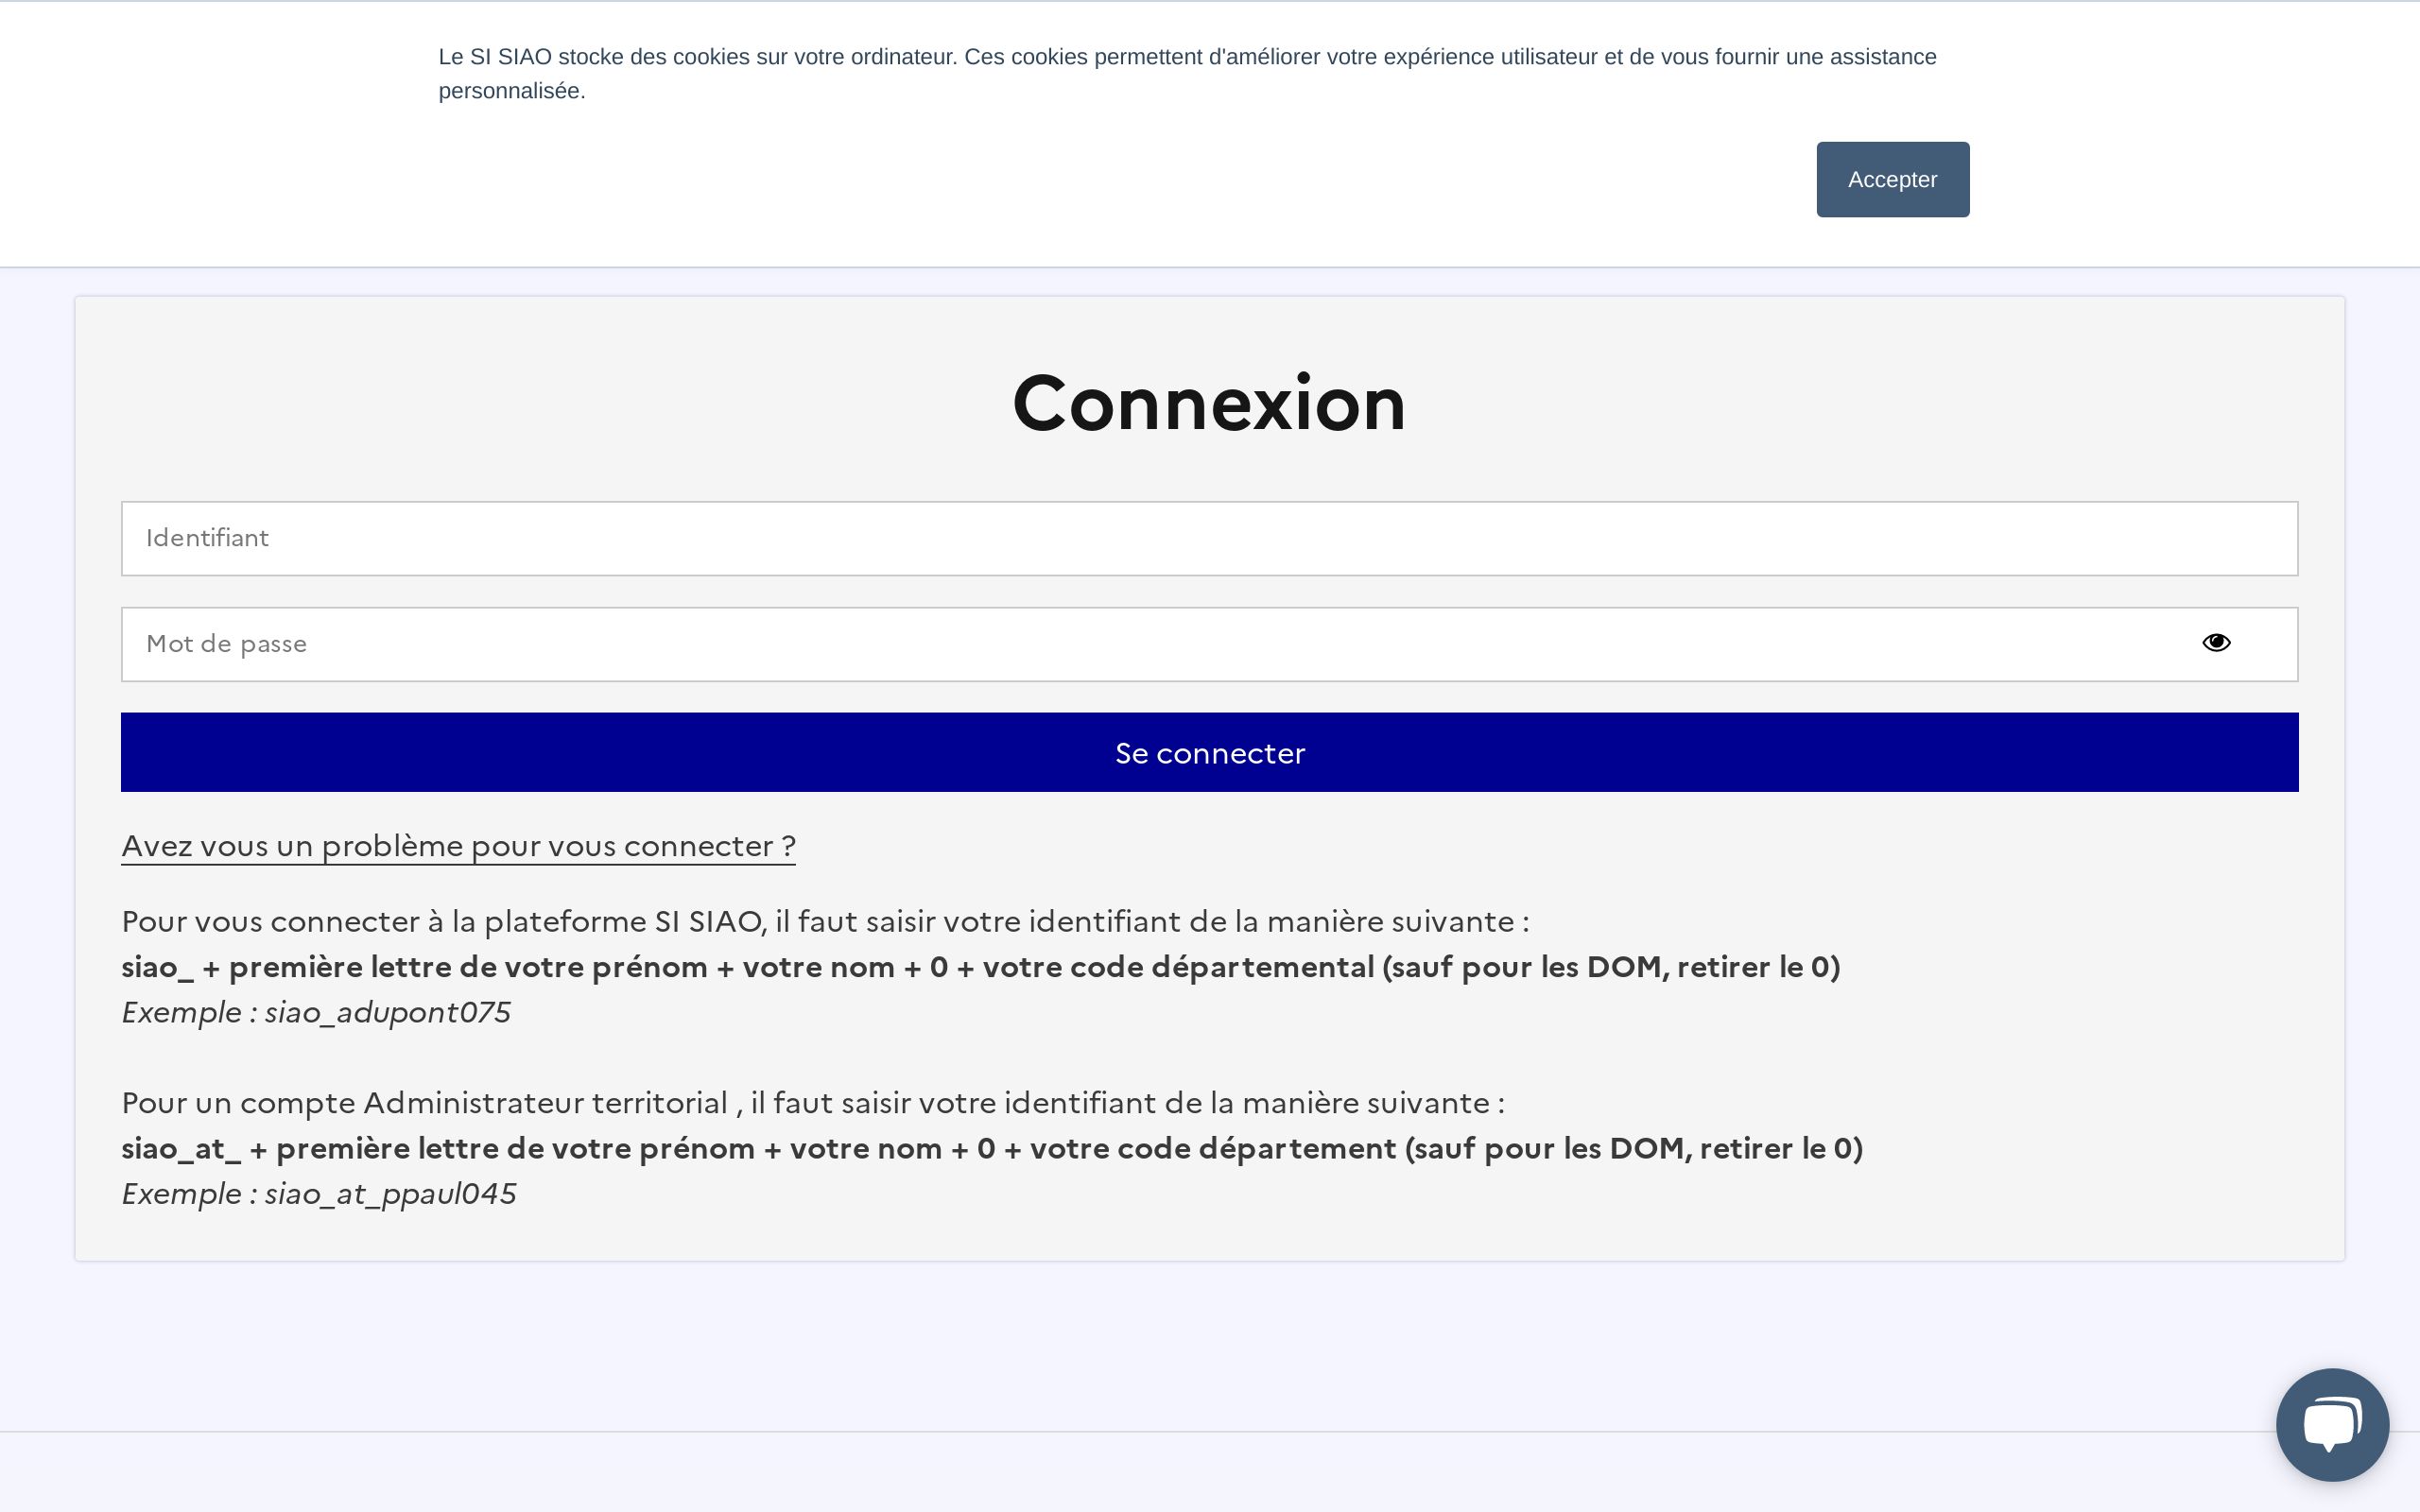 Le SI SIAO stocke des cookies sur votre ordinateur. Ces cookies permettent d'améliorer votre expérience utilisateur et de vous fournir une assistance
personnalisée.
Accepter
Connexion
Identifiant
Mot de passe
Se connecter
Avez vous un problème pour vous connecter ?
Pour vous connecter à la plateforme SI SIAO, il faut saisir votre identifiant de la manière suivante :
siao_ + première lettre de votre prénom + votre nom + 0 + votre code départemental (sauf pour les DOM, retirer le 0)
Exemple : siao_adupont075
Pour un compte Administrateur territorial , il faut saisir votre identifiant de la manière suivante :
siao_at_ + première lettre de votre prénom + votre nom + 0 + votre code département (sauf pour les DOM, retirer le 0)
Exemple : siao_at_ppaul045